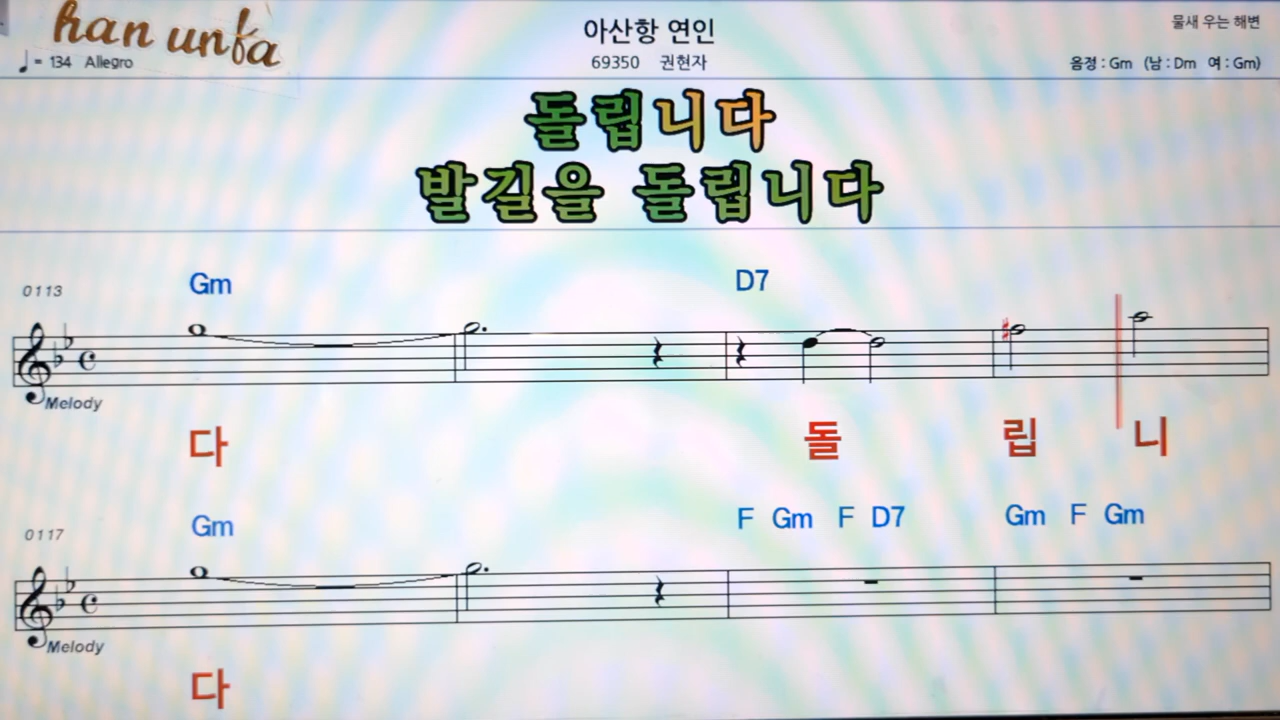 han unfa
아산항 연인
물새 우는 해변
♩= 134 Allegro
69350 권현자
음정 : Gm (남 : Dm 여 : Gm)
돌립니다
발길을 돌립니다
0113
Gm D7
Melody
다 돌 립 니
0117
Gm F Gm F D7 Gm F Gm
Melody
다